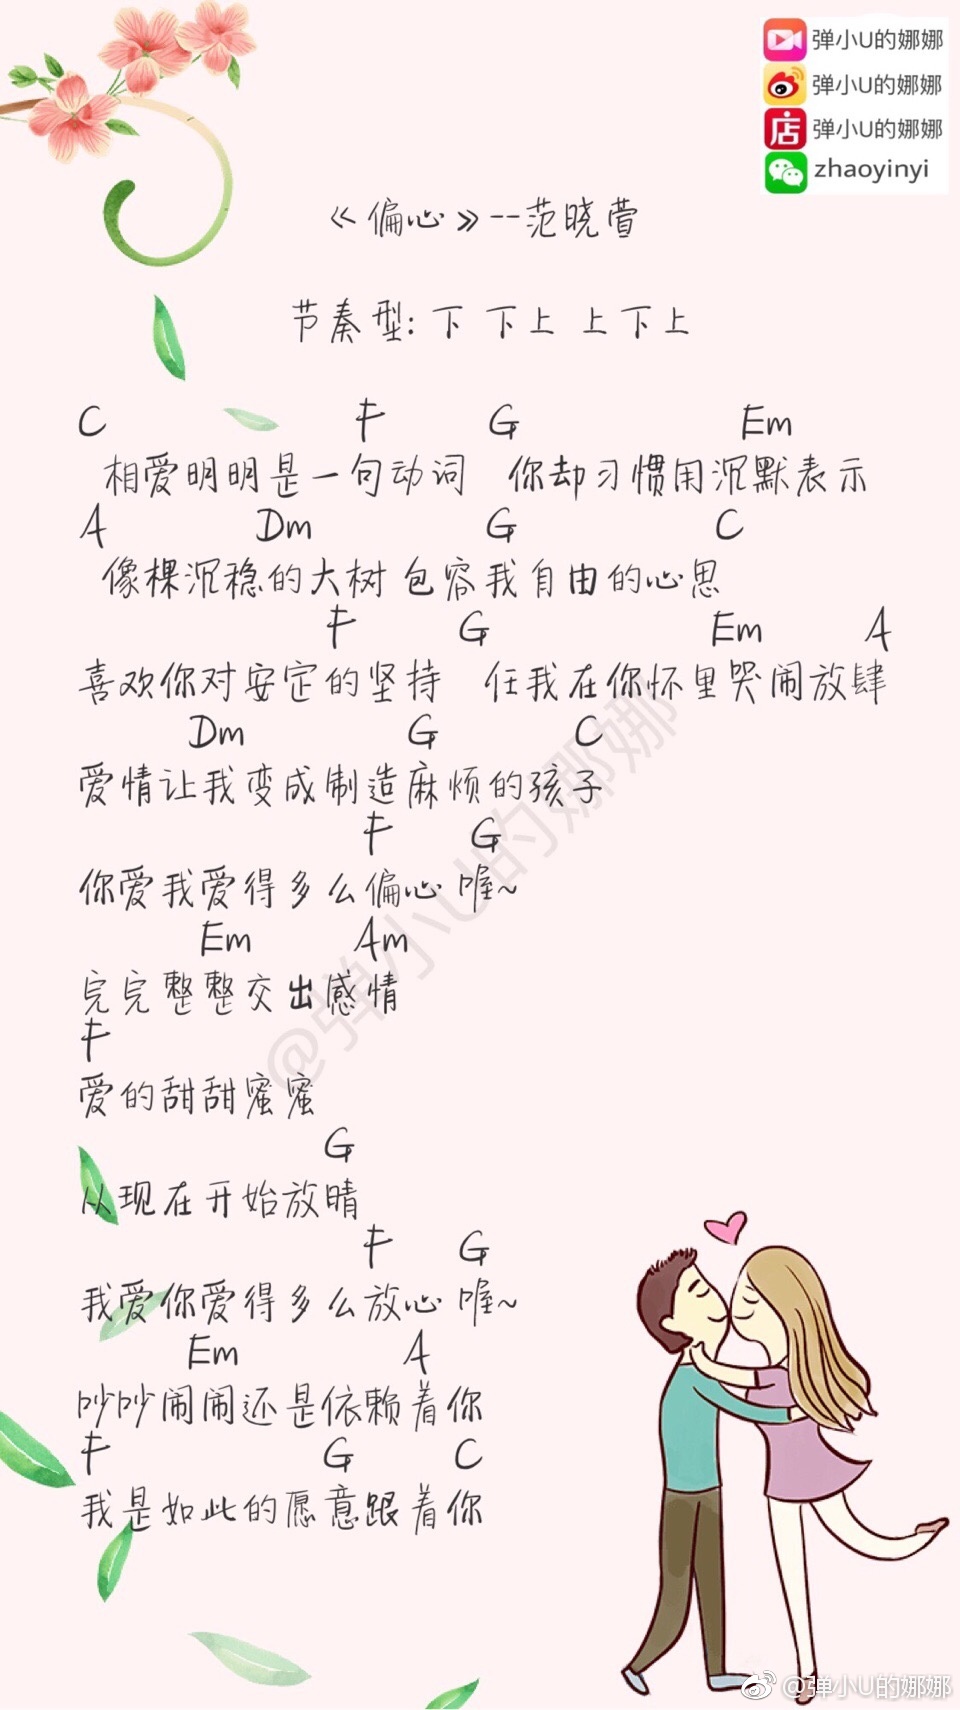 弹小U的娜娜
弹小U的娜娜
店 弹小U的娜娜
zhaoyinyi
《偏心》--范晓萱
节奏型: 下 下上 上下上
C F G Em
相爱明明是一句动词 你却习惯用沉默表示
A Dm G C
像棵沉稳的大树 包容我自由的心思
F G Em A
喜欢你对安定的坚持 任我在你怀里哭闹放肆
Dm G C
爱情让我变成制造麻烦的孩子
F G
你爱我爱得多么偏心 喔~
Em Am
完完整整交出感情
F
爱的甜甜蜜蜜
G
从现在开始放晴
F G
我爱你爱得多么放心 喔~
Em A
吵吵闹闹还是依赖着你
F G C
我是如此的愿意跟着你
@弹小U的娜娜
@弹小U的娜娜